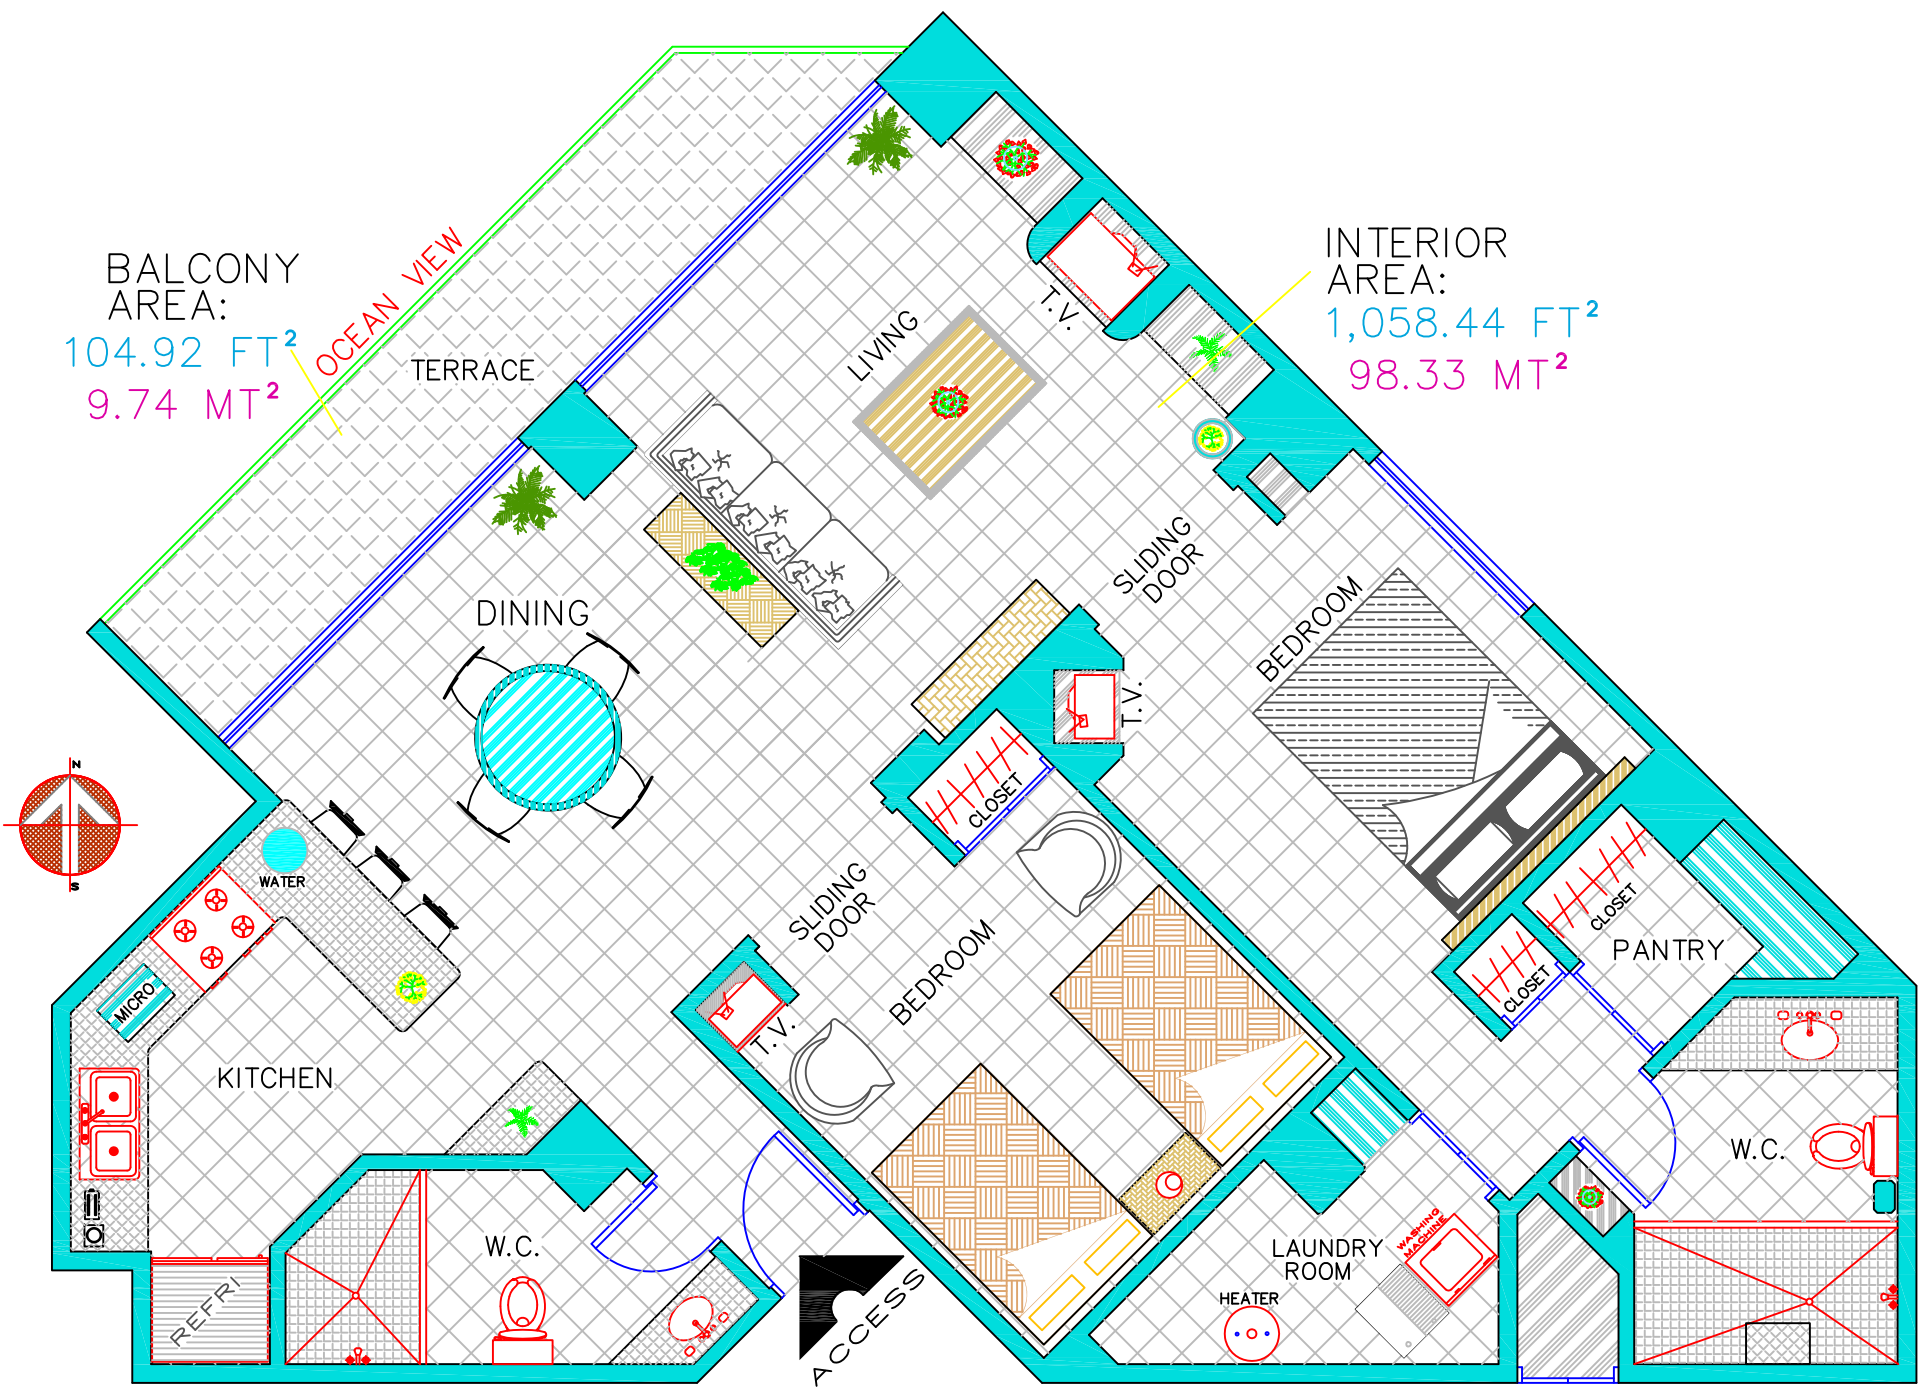 BALCONY
AREA:
104.92 FT²
9.74 MT²
OCEAN VIEW
TERRACE
INTERIOR
AREA:
1,058.44 FT²
98.33 MT²
LIVING
T.V.
SLIDING
DOOR
DINING
BEDROOM
T.V.
CLOSET
N
S
WATER
SLIDING
DOOR
BEDROOM
CLOSET
PANTRY
CLOSET
MICRO
T.V.
KITCHEN
W.C.
W.C.
REFRI
LAUNDRY
ROOM
WASHING
MACHINE
HEATER
ACCESS